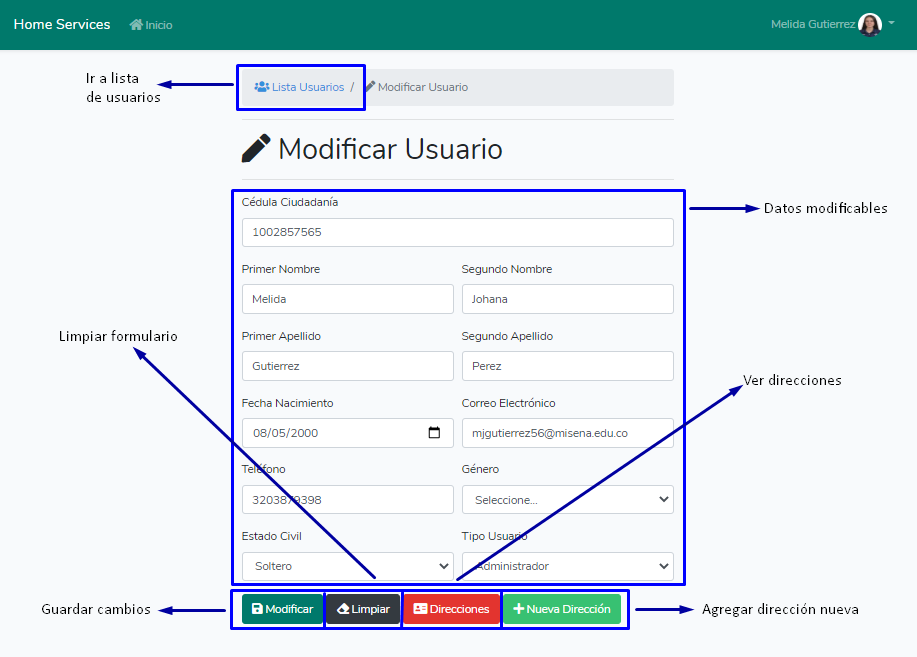 Home Services Inicio Melida Gutierrez
Ir a lista
de usuarios
Lista Usuarios / Modificar Usuario
Modificar Usuario
Cédula Ciudadanía
Datos modificables
1002857565
Primer Nombre Segundo Nombre
Melida Johana
Limpiar formulario
Primer Apellido Segundo Apellido
Gutierrez Perez
Ver direcciones
Fecha Nacimiento Correo Electrónico
08/05/2000 mjgutierrez56@misena.edu.co
Teléfono Género
3203879398 Seleccione...
Estado Civil Tipo Usuario
Soltero Administrador
Guardar cambios Modificar Limpiar Direcciones Nueva Dirección Agregar dirección nueva